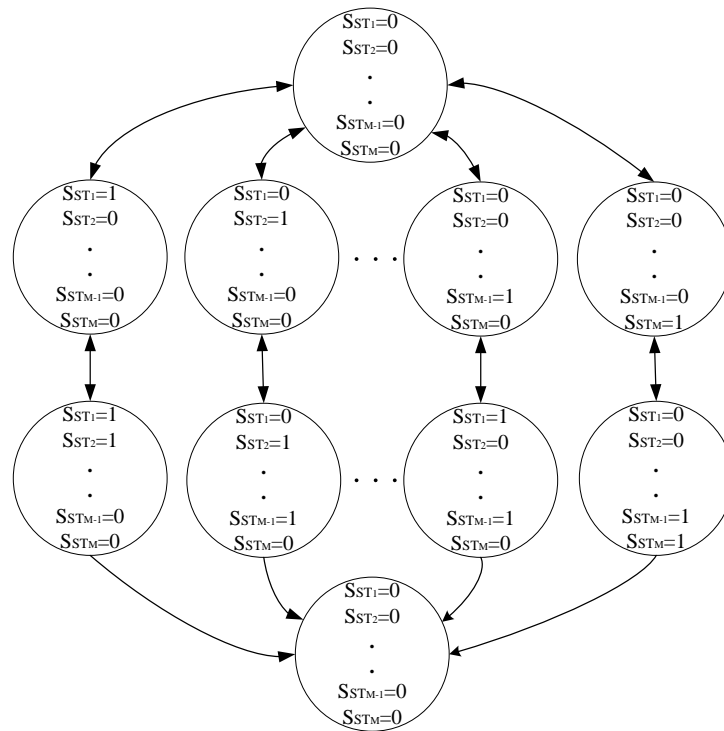 SST1=0
SST2=0
.
.
SSTM-1=0
SSTM=0
SST1=1
SST2=0
.
.
SSTM-1=0
SSTM=0
SST1=0
SST2=1
.
.
SSTM-1=0
SSTM=0
. . .
SST1=0
SST2=0
.
.
SSTM-1=1
SSTM=0
SST1=0
SST2=0
.
.
SSTM-1=0
SSTM=1
SST1=1
SST2=1
.
.
SSTM-1=0
SSTM=0
SST1=0
SST2=1
.
.
SSTM-1=1
SSTM=0
. . .
SST1=1
SST2=0
.
.
SSTM-1=1
SSTM=0
SST1=0
SST2=0
.
.
SSTM-1=1
SSTM=1
SST1=0
SST2=0
.
.
SSTM-1=0
SSTM=0